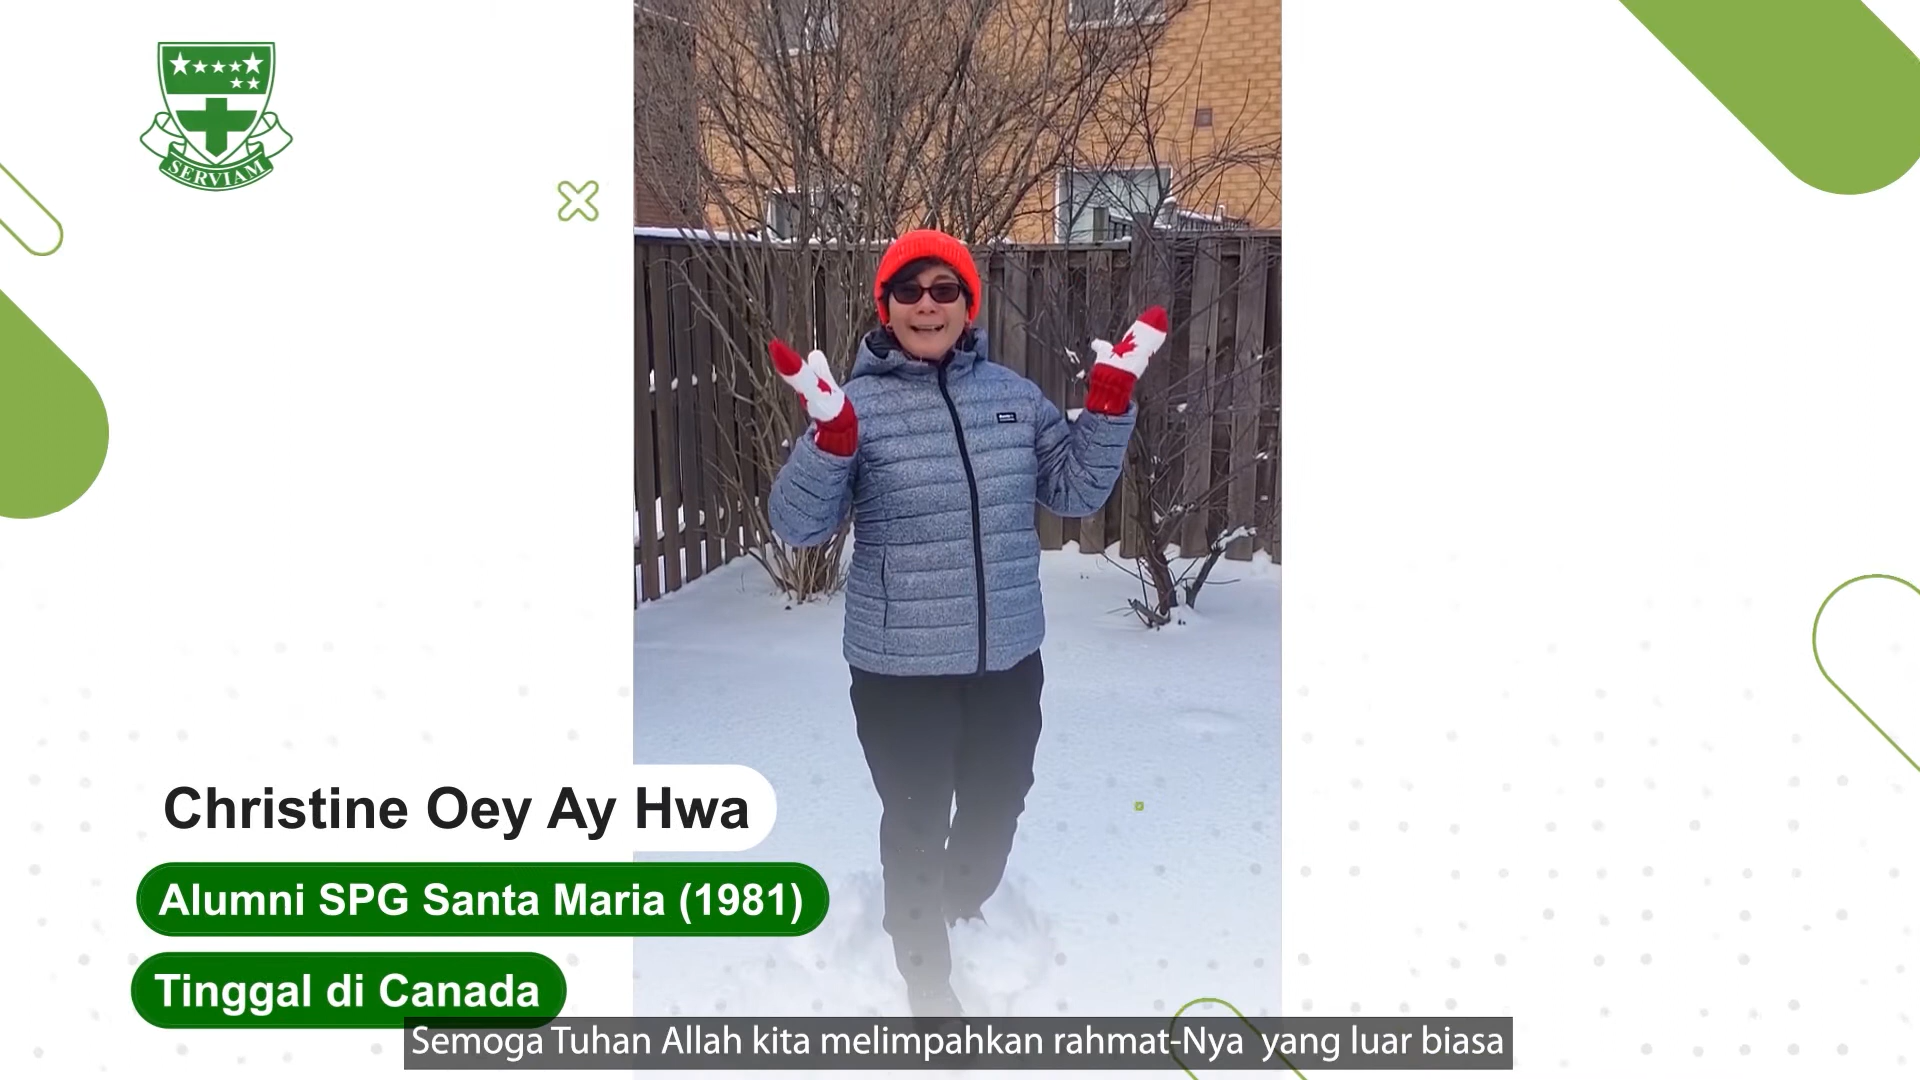 SERVIAM
Christine Oey Ay Hwa
Alumni SPG Santa Maria (1981)
Tinggal di Canada
Semoga Tuhan Allah kita melimpahkan rahmat-Nya  yang luar biasa